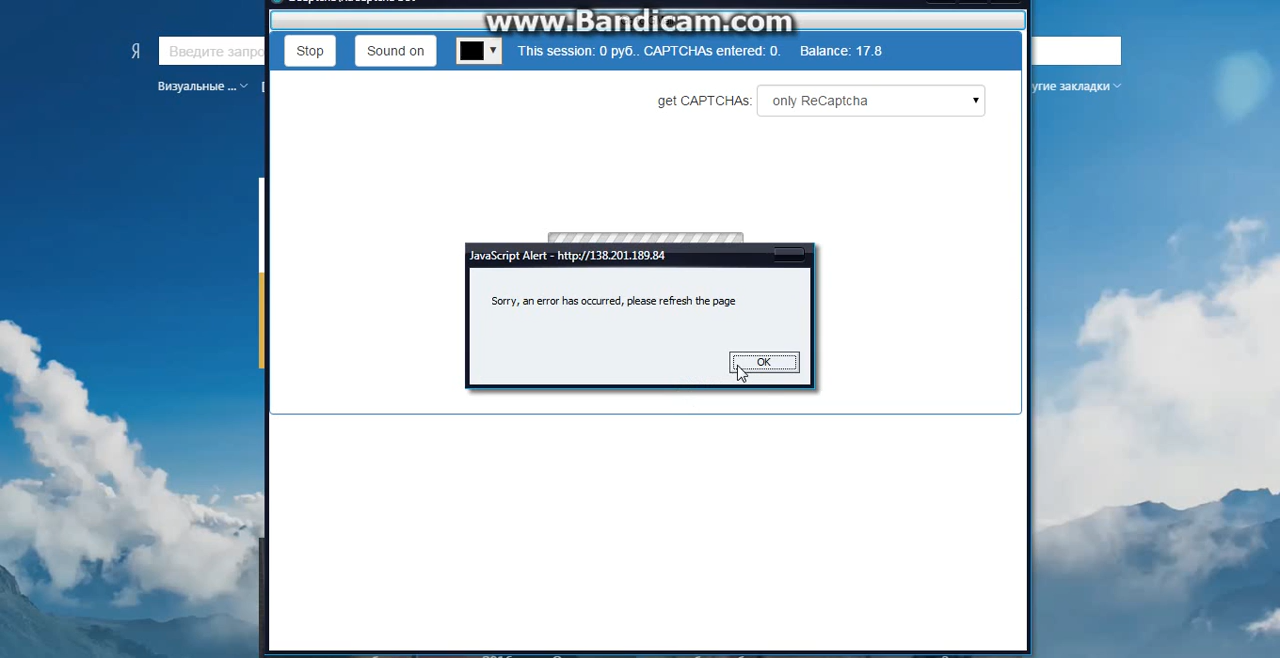 www.Bandicam.com
Я
Введите запро
Stop
Sound on
This session: 0 руб.. CAPTCHAs entered: 0.
Balance: 17.8
Визуальные ...
угие закладки
get CAPTCHAs:
only ReCaptcha
JavaScript Alert - http://138.201.189.84
Sorry, an error has occurred, please refresh the page
OK